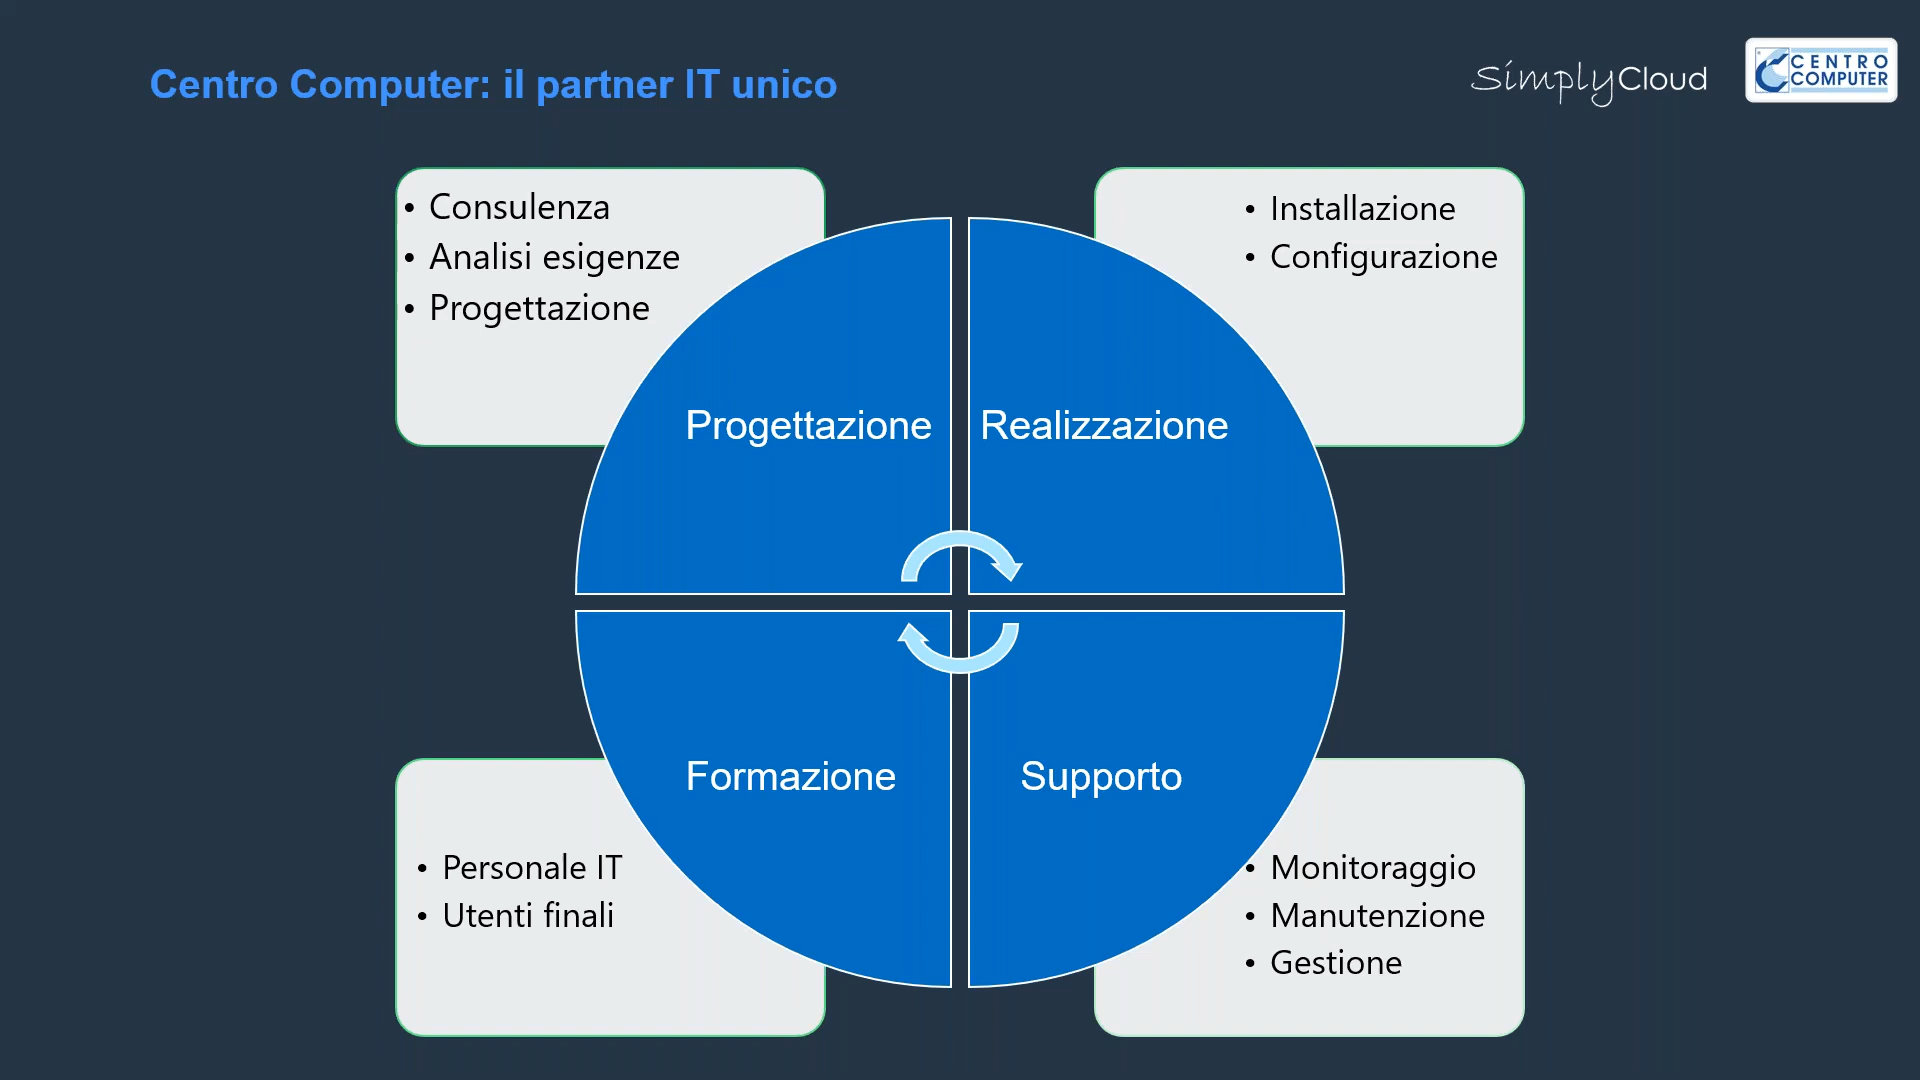 Centro Computer: il partner IT unico
SimplyCloud
CENTRO
COMPUTER
• Consulenza
• Analisi esigenze
• Progettazione
• Installazione
• Configurazione
Progettazione
Realizzazione
Formazione
Supporto
• Personale IT
• Utenti finali
• Monitoraggio
• Manutenzione
• Gestione